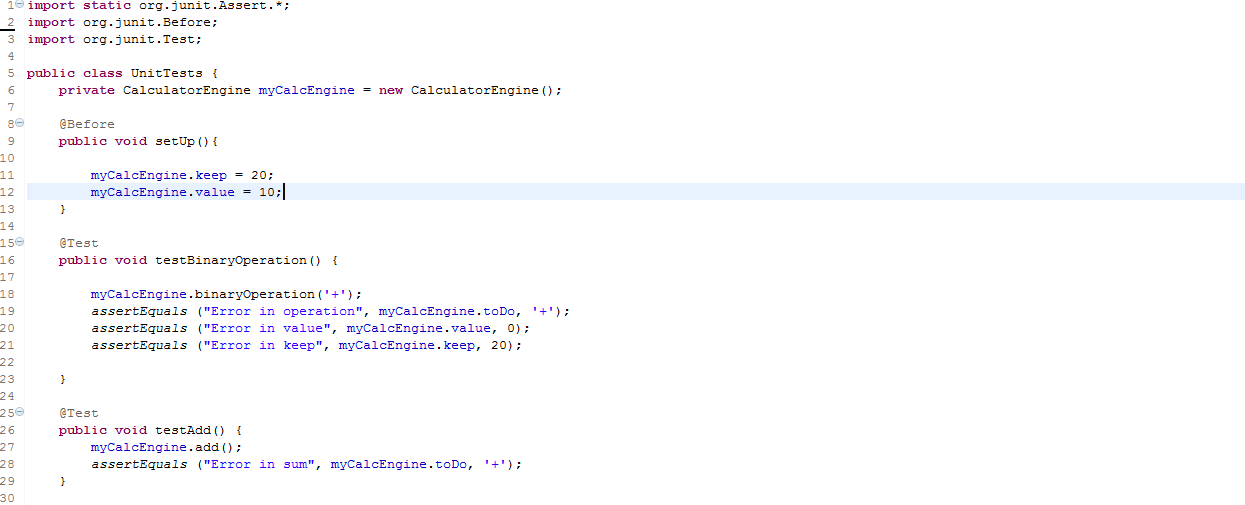 1 import static org.junit.Assert.*;
2 import org.junit.Before;
3 import org.junit.Test;
4
5 public class UnitTests {
6     private CalculatorEngine myCalcEngine = new CalculatorEngine();
7
8     @Before
9     public void setUp(){
10
11         myCalcEngine.keep = 20;
12         myCalcEngine.value = 10;
13     }
14
15     @Test
16     public void testBinaryOperation() {
17
18         myCalcEngine.binaryOperation('+');
19         assertEquals ("Error in operation", myCalcEngine.toDo, '+');
20         assertEquals ("Error in value", myCalcEngine.value, 0);
21         assertEquals ("Error in keep", myCalcEngine.keep, 20);
22
23     }
24
25     @Test
26     public void testAdd() {
27         myCalcEngine.add();
28         assertEquals ("Error in sum", myCalcEngine.toDo, '+');
29     }
30